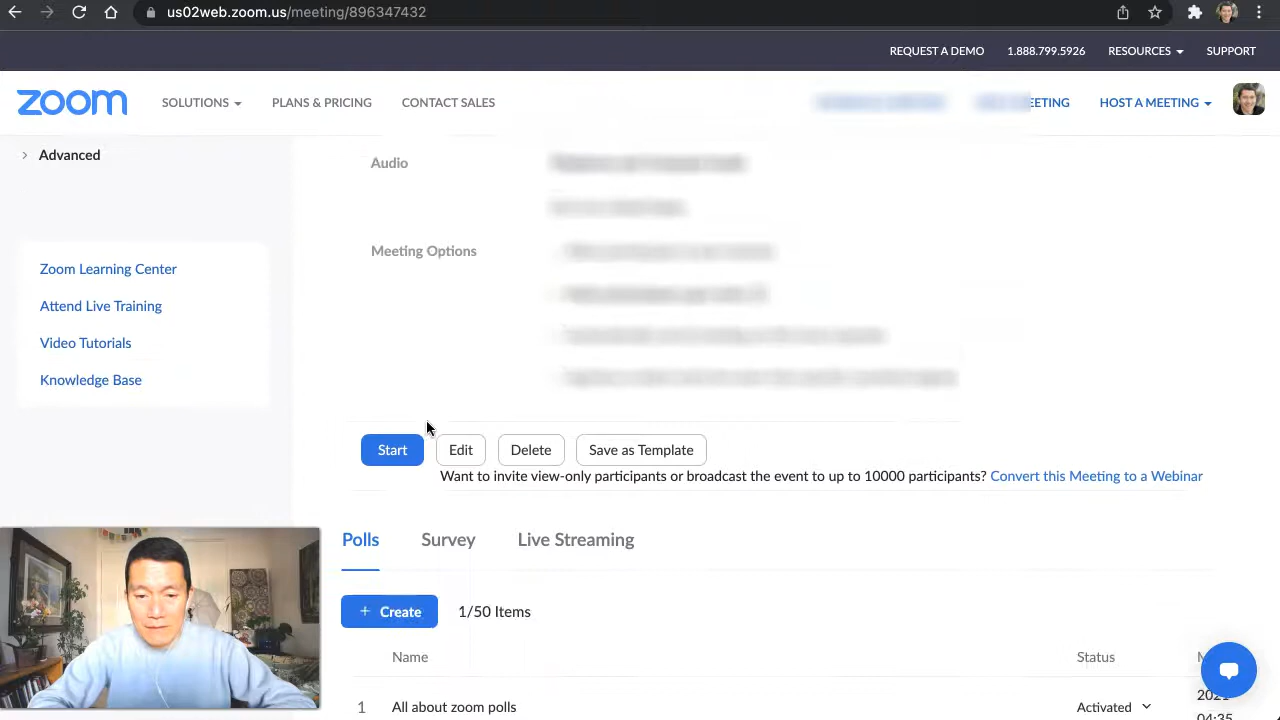 us02web.zoom.us/meeting/896347432
REQUEST A DEMO 1.888.799.5926 RESOURCES SUPPORT
zoom SOLUTIONS PLANS & PRICING CONTACT SALES EETING HOST A MEETING
Advanced
Audio
Meeting Options
Zoom Learning Center
Attend Live Training
Video Tutorials
Knowledge Base
Start Edit Delete Save as Template
Want to invite view-only participants or broadcast the event to up to 10000 participants? Convert this Meeting to a Webinar
Polls Survey Live Streaming
+ Create 1/50 Items
Name Status
1 All about zoom polls Activated
04:35